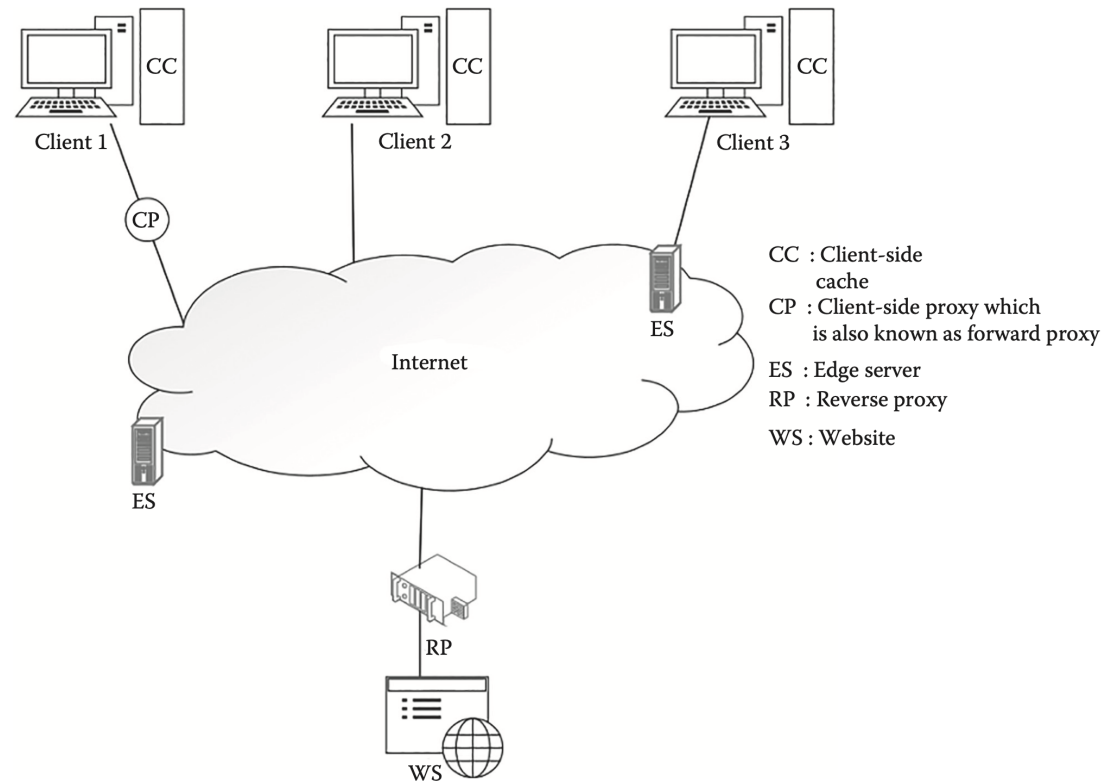 CC
CC
CC
Client 1
Client 2
Client 3
CP
CC : Client-side
cache
CP : Client-side proxy which
is also known as forward proxy
ES : Edge server
RP : Reverse proxy
WS : Website
ES
Internet
ES
RP
WS